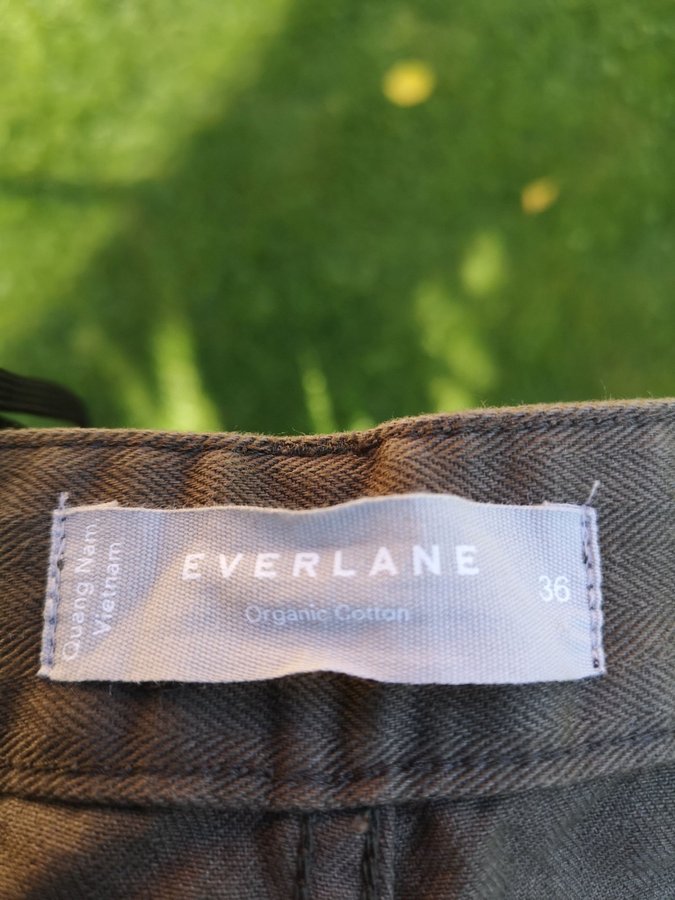 EVERLANE
Organic Cotton
36
Quang Nam
Vietnam